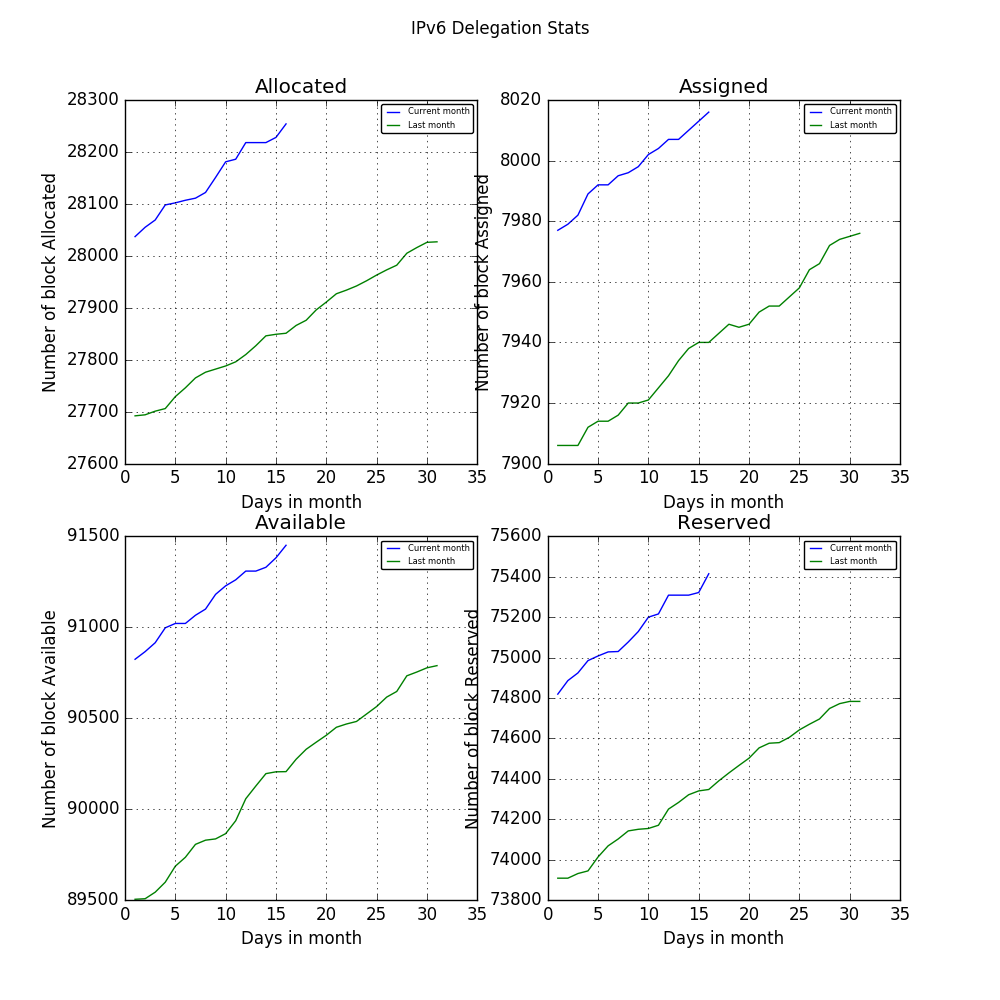 IPv6 Delegation Stats
Allocated
28300
28200
28100
28000
27900
27800
27700
27600
Number of block Allocated
Current month
Last month
0 5 10 15 20 25 30 35
Days in month
Assigned
8020
8000
7980
7960
7940
7920
7900
Number of block Assigned
Current month
Last month
0 5 10 15 20 25 30 35
Days in month
Available
91500
91000
90500
90000
89500
Number of block Available
Current month
Last month
0 5 10 15 20 25 30 35
Days in month
Reserved
75600
75400
75200
75000
74800
74600
74400
74200
74000
73800
Number of block Reserved
Current month
Last month
0 5 10 15 20 25 30 35
Days in month